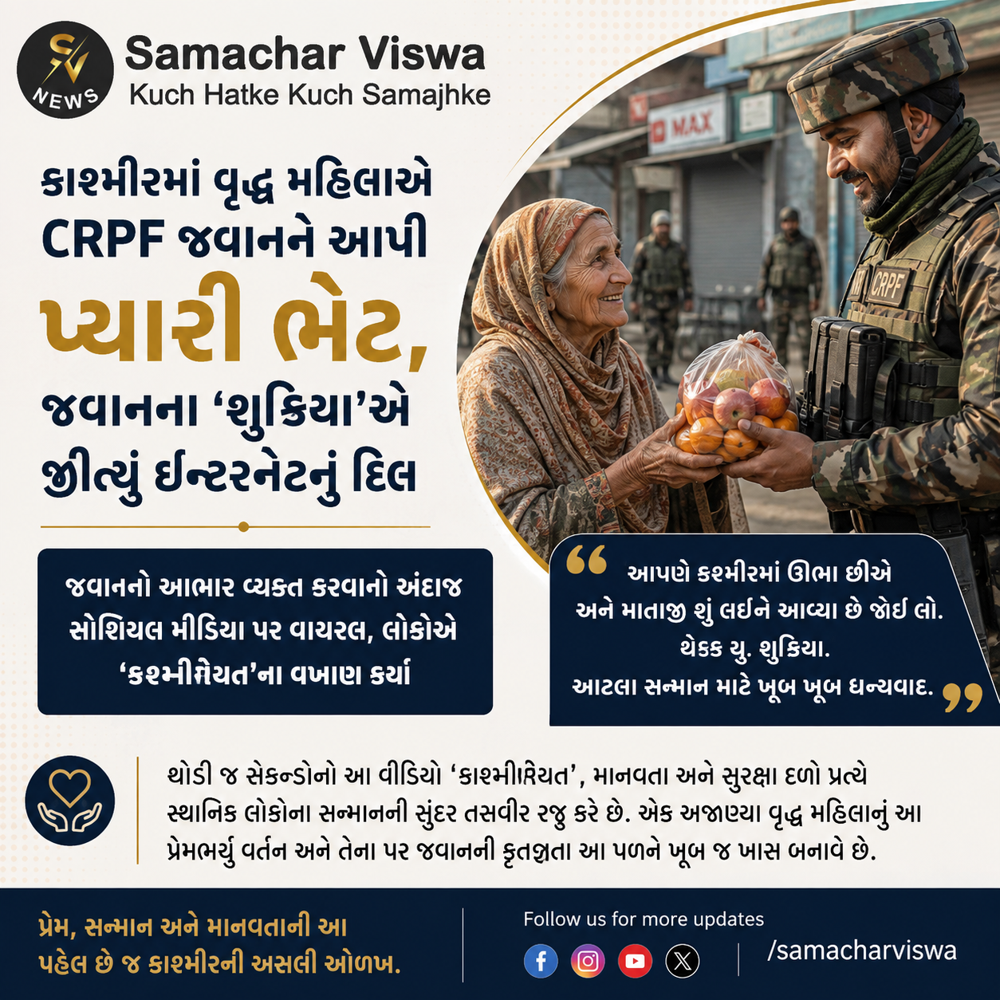 SV
NEWS
Samachar Viswa
Kuch Hatke Kuch Samajhke
MAX
CRPF
કાશ્મીરમાં વૃદ્ધ મહિલાએ
CRPF જવાનને આપી
પ્યારી ભેટ,
જવાનના ‘શુક્રિયા’એ
જીત્યું ઈન્ટરનેટનું દિલ
જવાનનો આભાર વ્યક્ત કરવાનો અંદાજ
સોશિયલ મીડિયા પર વાયરલ, લોકોએ
‘કશ્મીરિયત’ના વખાણ કર્યા
“ આપણે કશ્મીરમાં ઊભા છીએ
અને માતાજી શું લઈને આવ્યા છે જોઈ લો.
થેકક યુ. શુક્રિયા.
આટલા સન્માન માટે ખૂબ ખૂબ ધન્યવાદ. ”
થોડી જ સેકન્ડોનો આ વીડિયો ‘કાશ્મીરિયત’, માનવતા અને સુરક્ષા દળો પ્રત્યે
સ્થાનિક લોકોના સન્માનની સુંદર તસવીર રજુ કરે છે. એક અજાણ્યા વૃદ્ધ મહિલાનું આ
પ્રેમભર્યુ વર્તન અને તેના પર જવાનની કૃતજ્ઞતા આ પળને ખૂબ જ ખાસ બનાવે છે.
પ્રેમ, સન્માન અને માનવતાની આ
પહેલ છે જ કાશ્મીરની અસલી ઓળખ.
Follow us for more updates
/samacharviswa